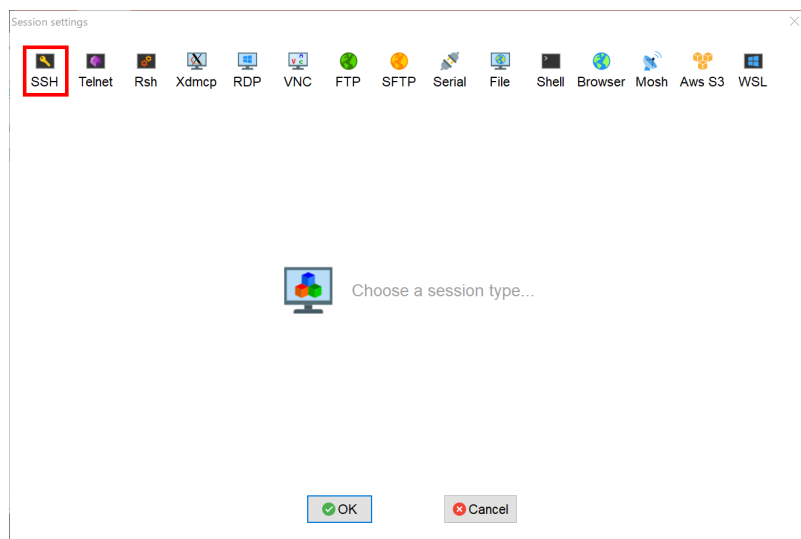 Session settings
SSH Telnet Rsh Xdmcp RDP VNC FTP SFTP Serial File Shell Browser Mosh Aws S3 WSL
Choose a session type...
OK Cancel